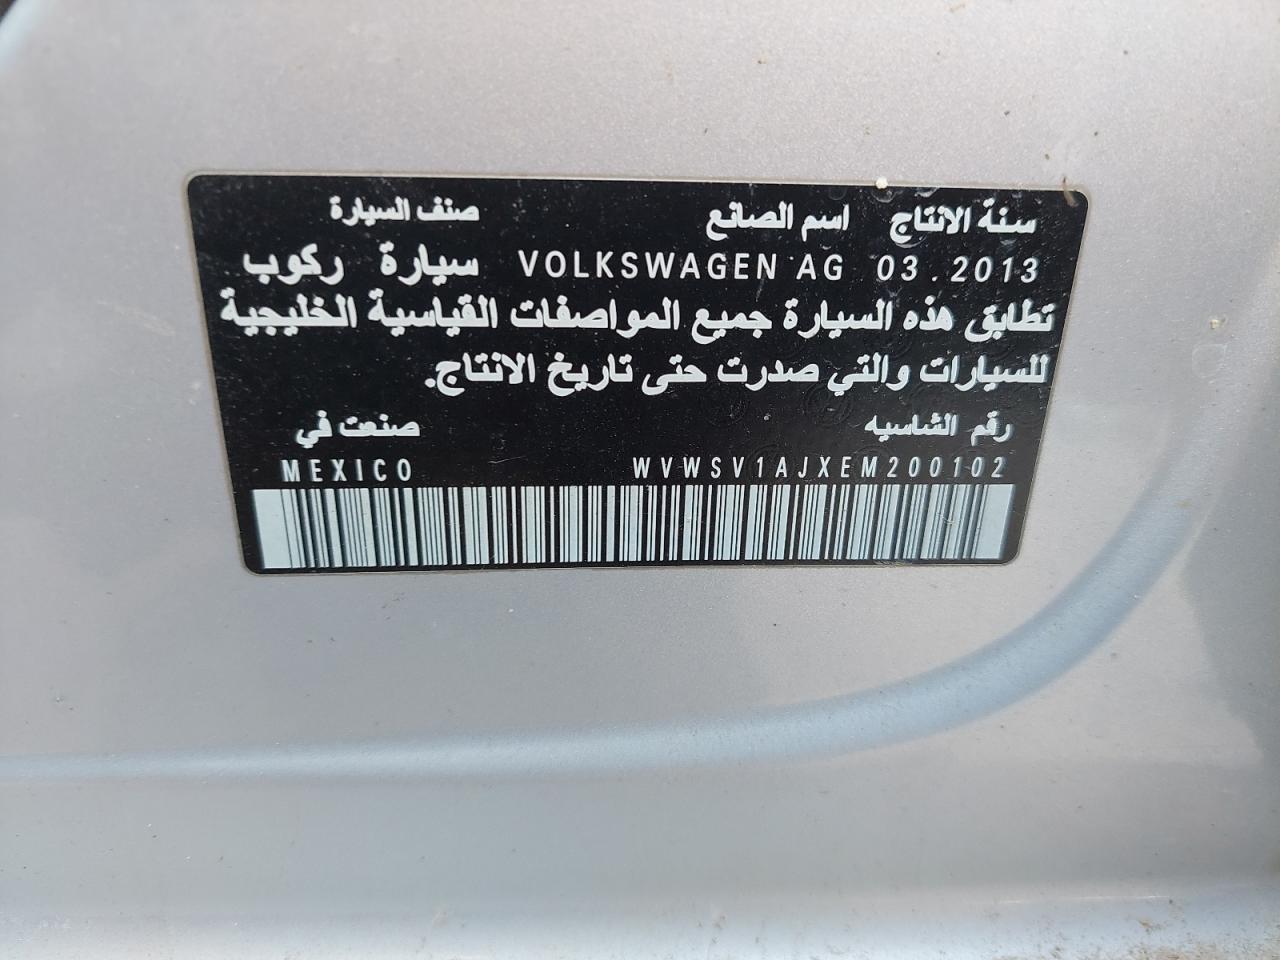 سنة الانتاج اسم الصانع صنف السيارة
03.2013 VOLKSWAGEN AG سيارة ركوب
تطابق هذه السيارة جميع المواصفات القياسية الخليجية
للسيارات والتي صدرت حتى تاريخ الانتاج.
رقم الشاسيه صنعت في
WVWSV1AJXEM200102 MEXICO